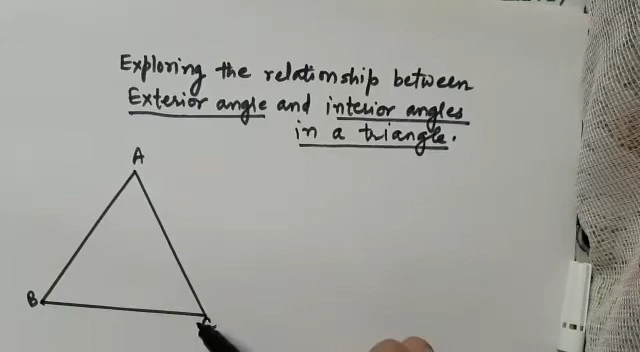 Exploring the relationship between
Exterior angle and interior angles
in a triangle.
A
B
C